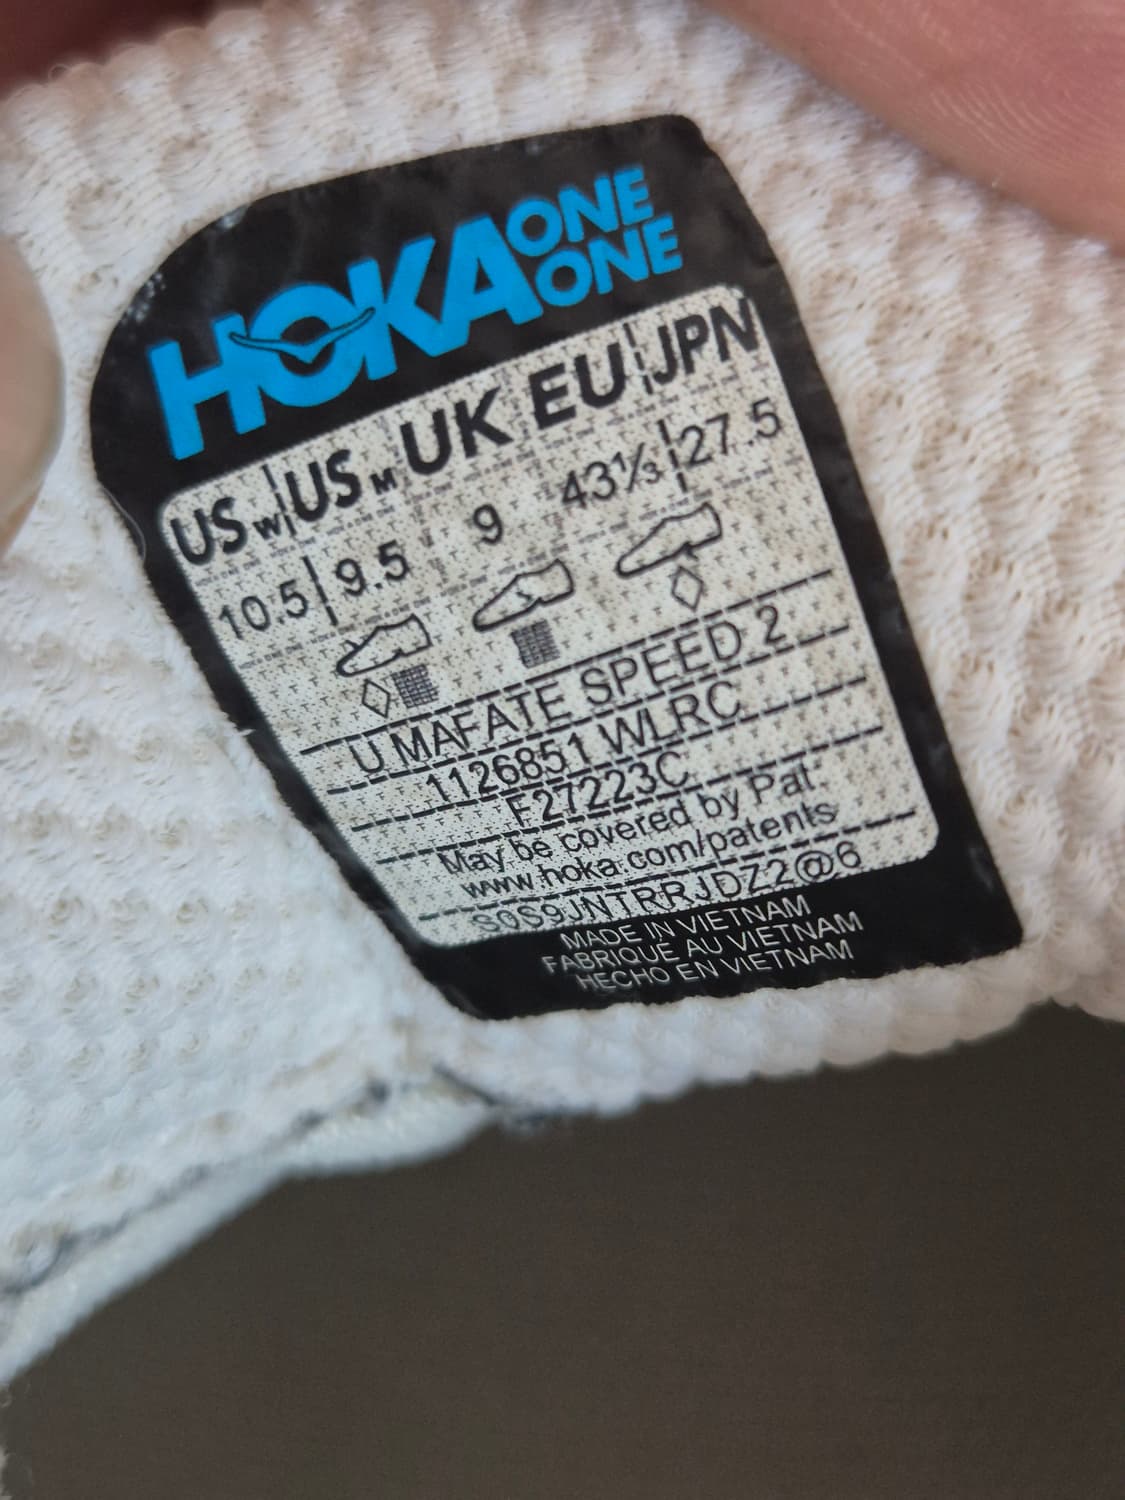 HOKA ONE ONE
US W US M UK EU JPN
10.5 9.5 9 43⅓ 27.5
U MAFATE SPEED 2
1126851 WLRC
F27223C
May be covered by Pat.
www.hoka.com/patents
S0S9JNTRRJDZ2@6
MADE IN VIETNAM
FABRIQUÉ AU VIETNAM
HECHO EN VIETNAM